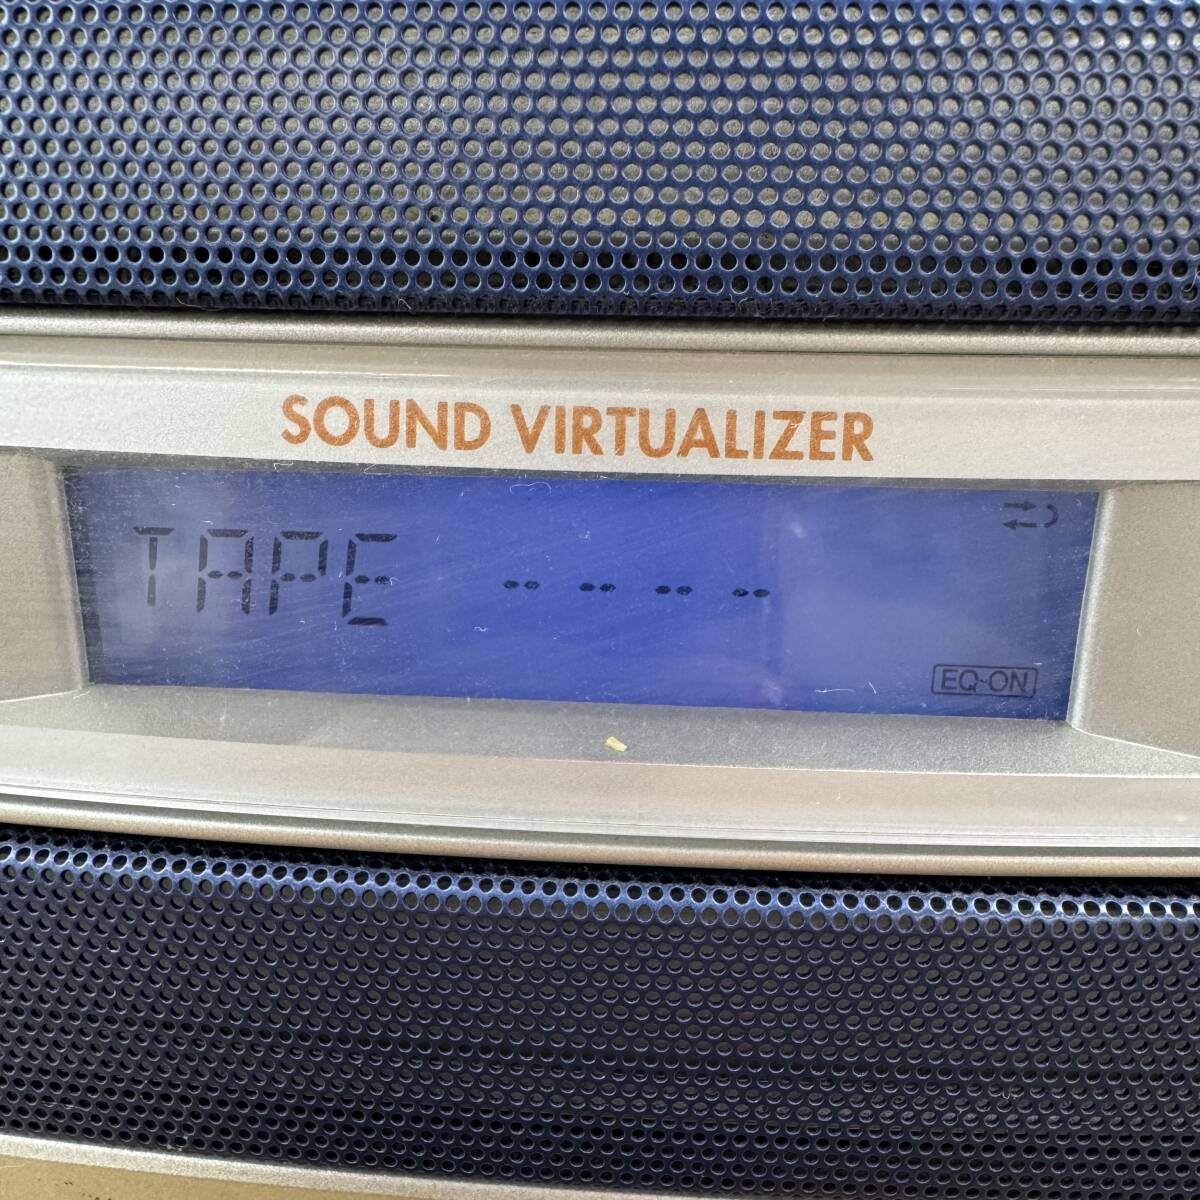 SOUND VIRTUALIZER
TAPE -- -- -- --
EQ-ON